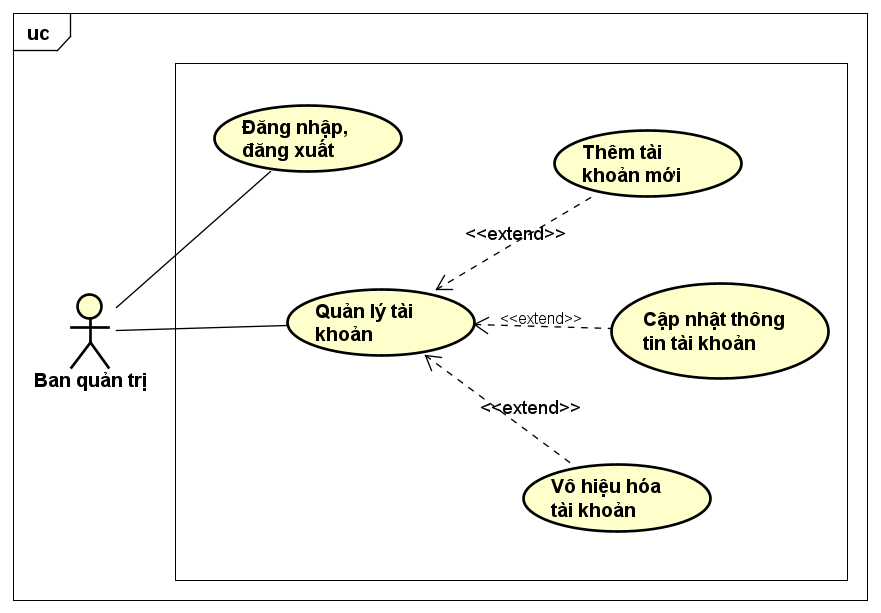 uc
Đăng nhập,
đăng xuất
Thêm tài
khoản mới
<<extend>>
Quản lý tài
khoản
<<extend>>
Cập nhật thông
tin tài khoản
Ban quản trị
<<extend>>
Vô hiệu hóa
tài khoản